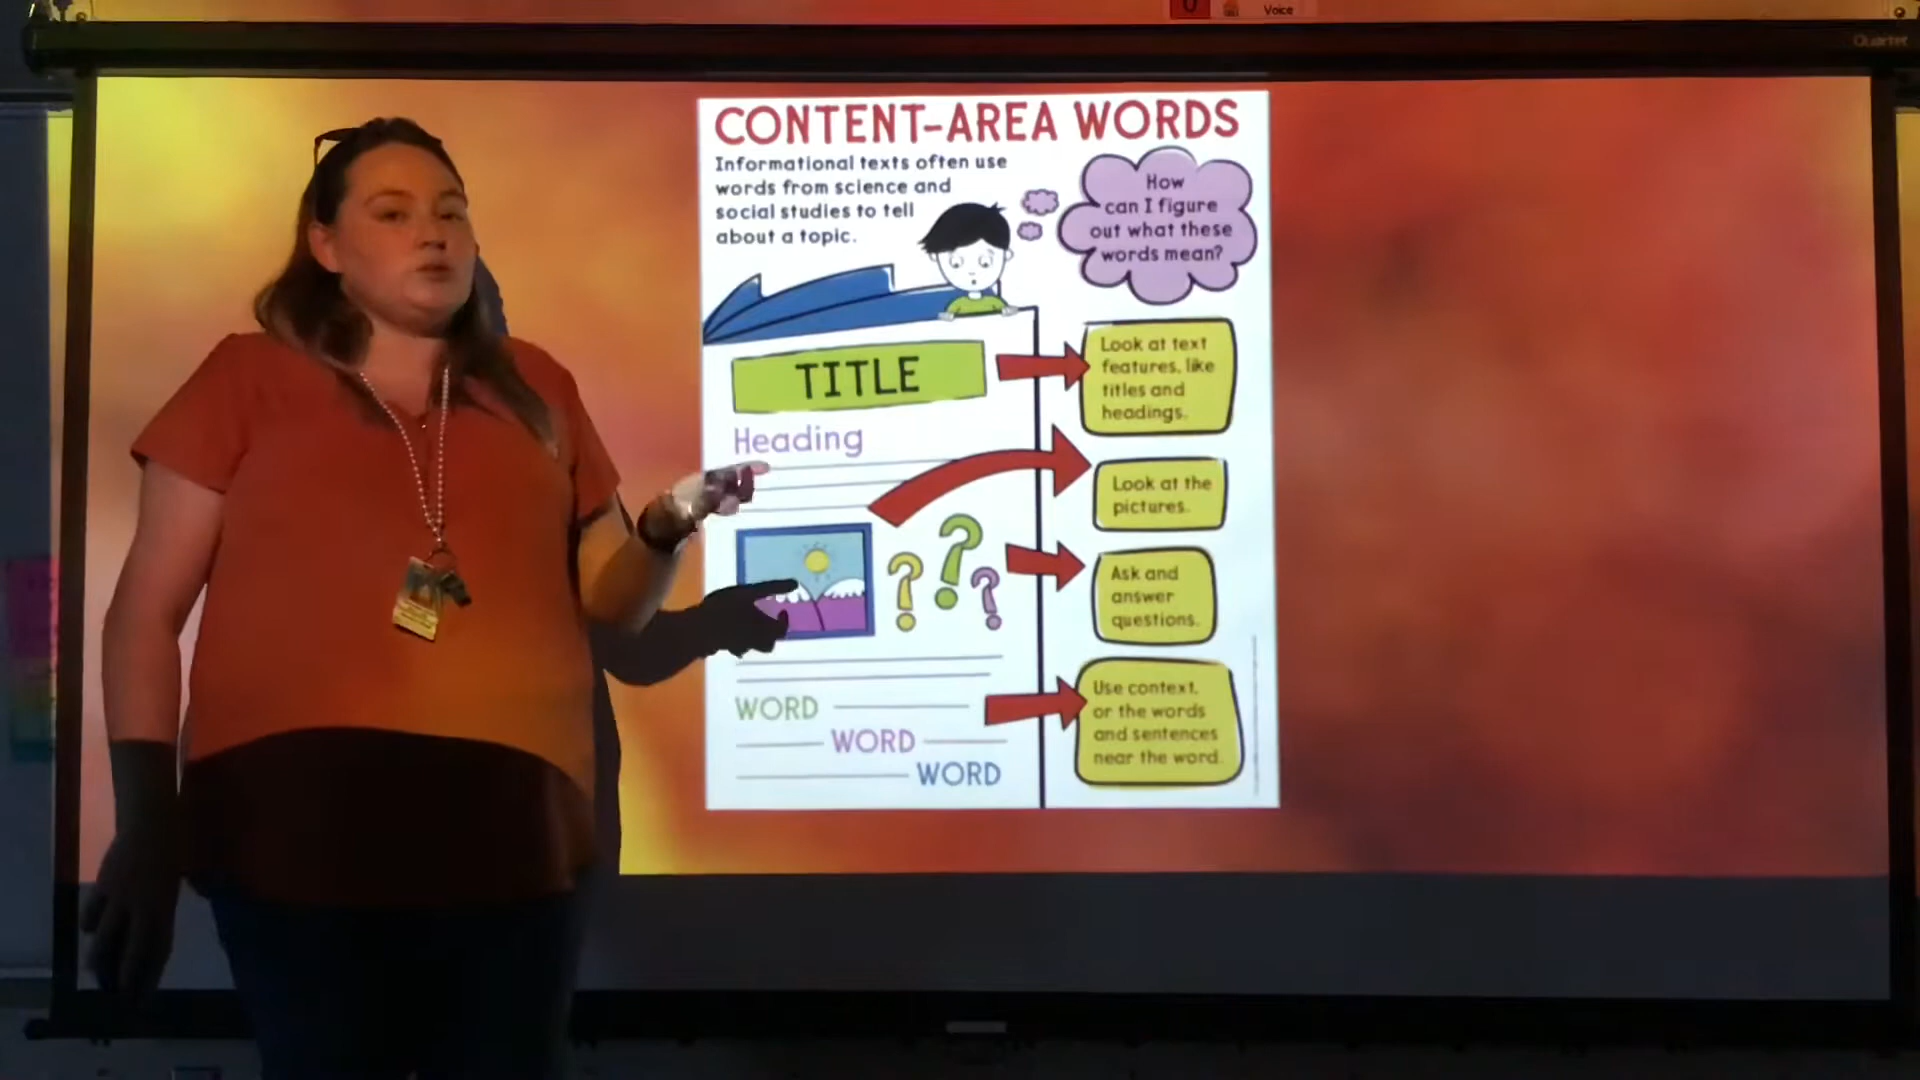 Voice
Quarter
CONTENT-AREA WORDS
Informational texts often use
words from science and
social studies to tell
about a topic.
How
can I figure
out what these
words mean?
TITLE
Look at text
features, like
titles and
headings.
Heading
Look at the
pictures.
? ? ?
Ask and
answer
questions.
WORD
WORD
WORD
Use context,
or the words
and sentences
near the word.